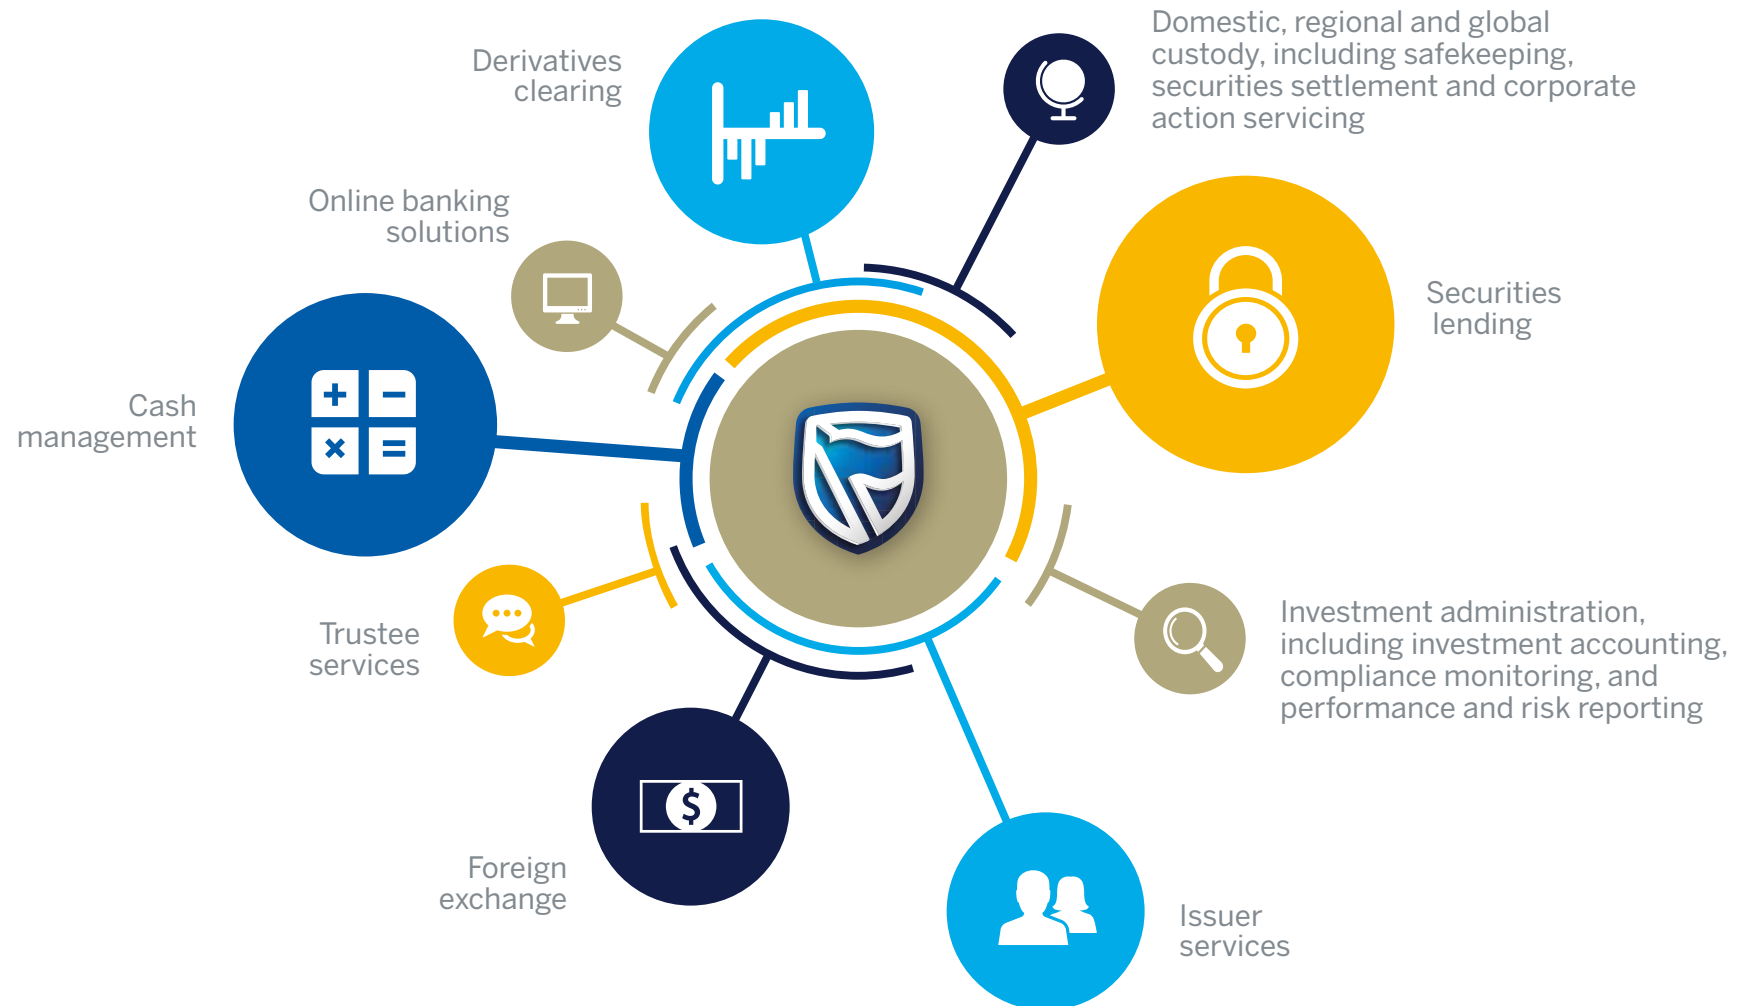 Domestic, regional and global
custody, including safekeeping,
securities settlement and corporate
action servicing
Derivatives
clearing
Online banking
solutions
Securities
lending
Cash
management
Trustee
services
Investment administration,
including investment accounting,
compliance monitoring, and
performance and risk reporting
$
Foreign
exchange
Issuer
services